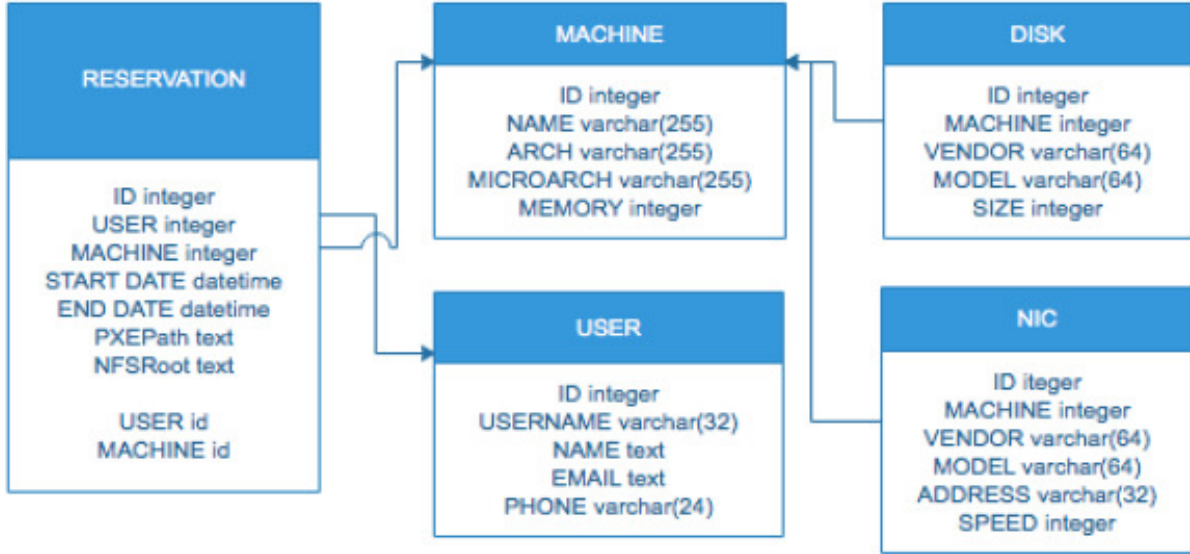 RESERVATION
ID integer
USER integer
MACHINE integer
START DATE datetime
END DATE datetime
PXEPath text
NFSRoot text
USER id
MACHINE id
MACHINE
ID integer
NAME varchar(255)
ARCH varchar(255)
MICROARCH varchar(255)
MEMORY integer
USER
ID integer
USERNAME varchar(32)
NAME text
EMAIL text
PHONE varchar(24)
DISK
ID integer
MACHINE integer
VENDOR varchar(64)
MODEL varchar(64)
SIZE integer
NIC
ID iteger
MACHINE integer
VENDOR varchar(64)
MODEL varchar(64)
ADDRESS varchar(32)
SPEED integer